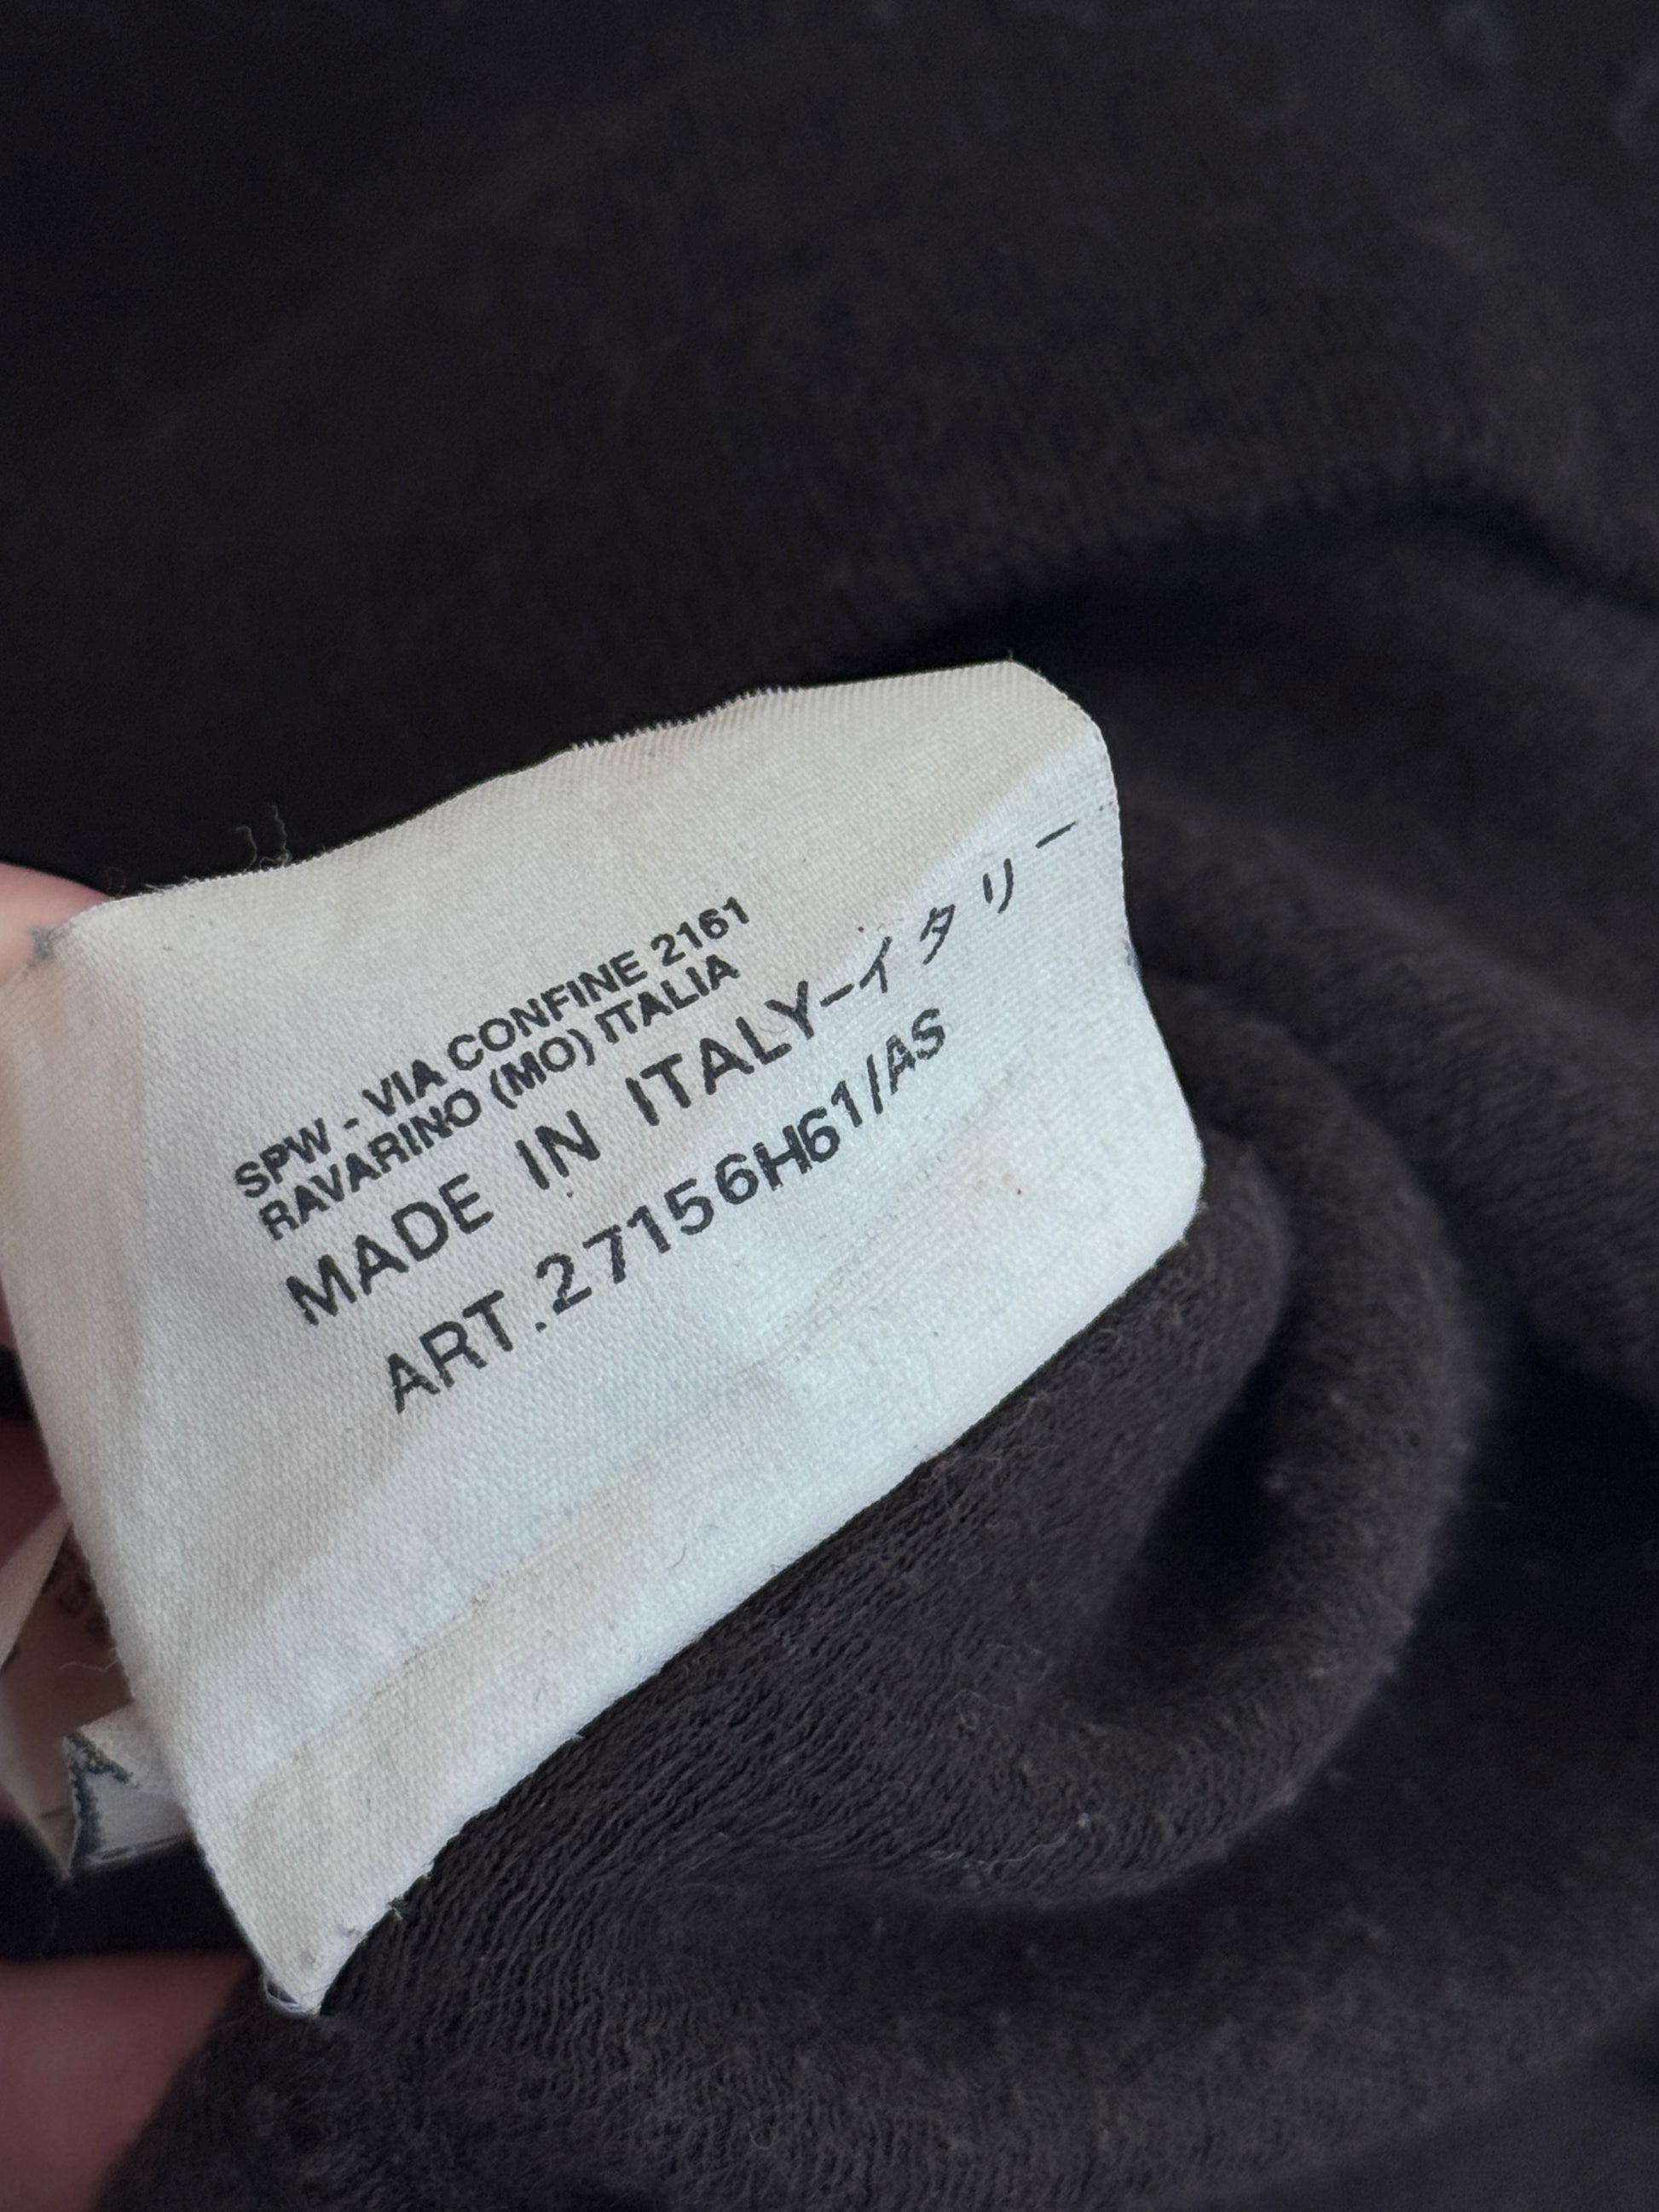 SPW - VIA CONFINE 2161
RAVARINO (MO) ITALIA
MADE IN ITALY-イタリー
ART.27156H61/AS